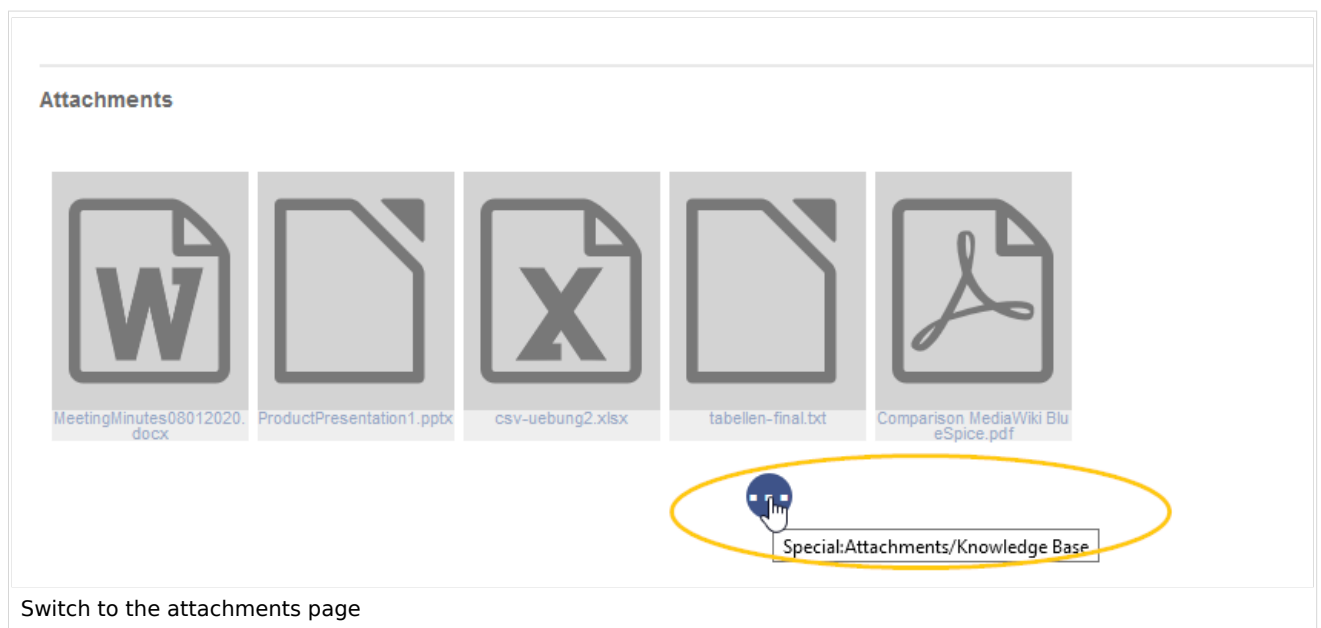 Attachments
W
X
MeetingMinutes08012020.
docx
ProductPresentation1.pptx
csv-uebung2.xlsx
tabellen-final.txt
Comparison MediaWiki Blu
eSpice.pdf
Special:Attachments/Knowledge Base
Switch to the attachments page